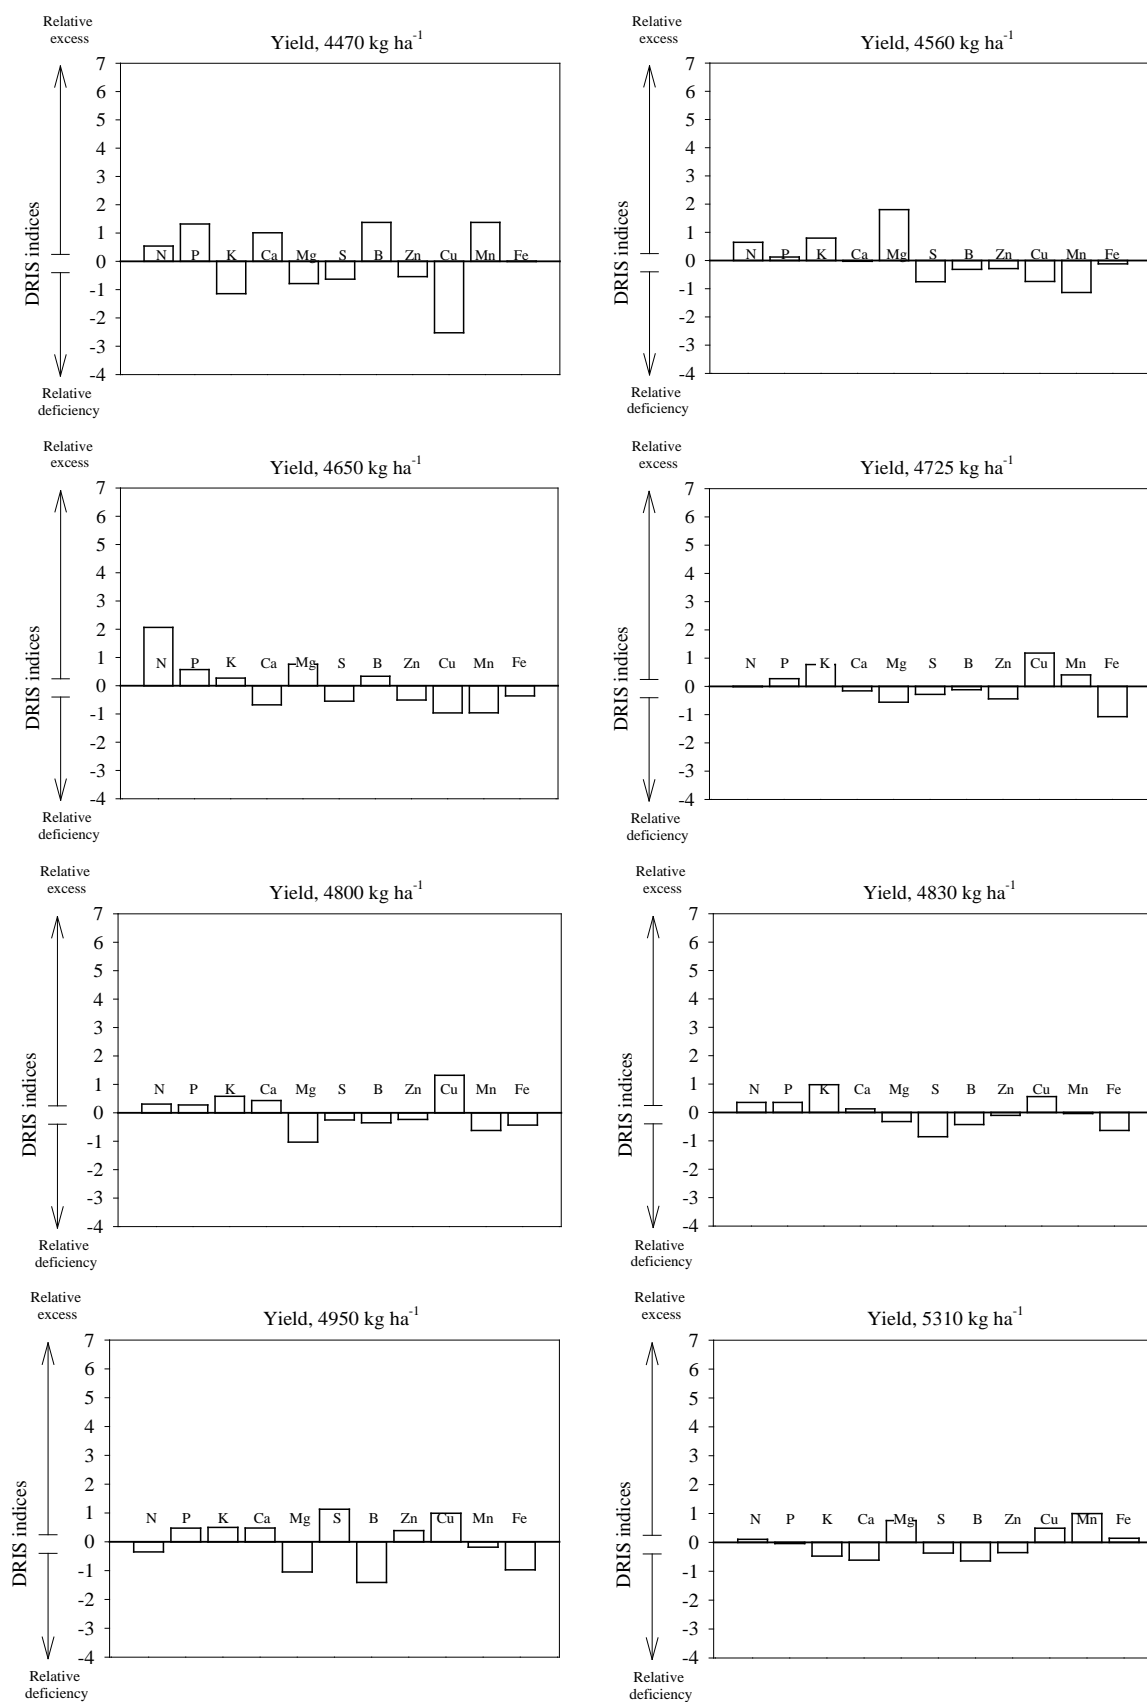 Relative
excess
Yield, 4470 kg ha-1
7
6
5
4
3
2
1
0
-1
-2
-3
-4
DRIS indices
N P K Ca Mg S B Zn Cu Mn Fe
Relative
deficiency
Relative
excess
Yield, 4560 kg ha-1
7
6
5
4
3
2
1
0
-1
-2
-3
-4
DRIS indices
N P K Ca Mg S B Zn Cu Mn Fe
Relative
deficiency
Relative
excess
Yield, 4650 kg ha-1
7
6
5
4
3
2
1
0
-1
-2
-3
-4
DRIS indices
N P K Ca Mg S B Zn Cu Mn Fe
Relative
deficiency
Relative
excess
Yield, 4725 kg ha-1
7
6
5
4
3
2
1
0
-1
-2
-3
-4
DRIS indices
N P K Ca Mg S B Zn Cu Mn Fe
Relative
deficiency
Relative
excess
Yield, 4800 kg ha-1
7
6
5
4
3
2
1
0
-1
-2
-3
-4
DRIS indices
N P K Ca Mg S B Zn Cu Mn Fe
Relative
deficiency
Relative
excess
Yield, 4830 kg ha-1
7
6
5
4
3
2
1
0
-1
-2
-3
-4
DRIS indices
N P K Ca Mg S B Zn Cu Mn Fe
Relative
deficiency
Relative
excess
Yield, 4950 kg ha-1
7
6
5
4
3
2
1
0
-1
-2
-3
-4
DRIS indices
N P K Ca Mg S B Zn Cu Mn Fe
Relative
deficiency
Relative
excess
Yield, 5310 kg ha-1
7
6
5
4
3
2
1
0
-1
-2
-3
-4
DRIS indices
N P K Ca Mg S B Zn Cu Mn Fe
Relative
deficiency